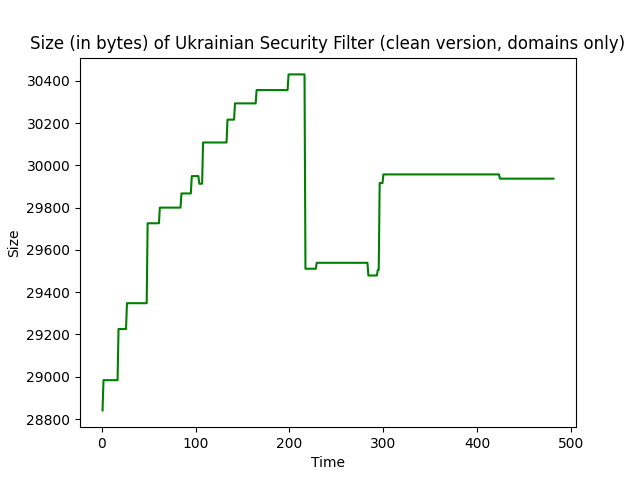 Size (in bytes) of Ukrainian Security Filter (clean version, domains only)
30400
30200
30000
29800
29600
29400
29200
29000
28800
Size
0 100 200 300 400 500
Time